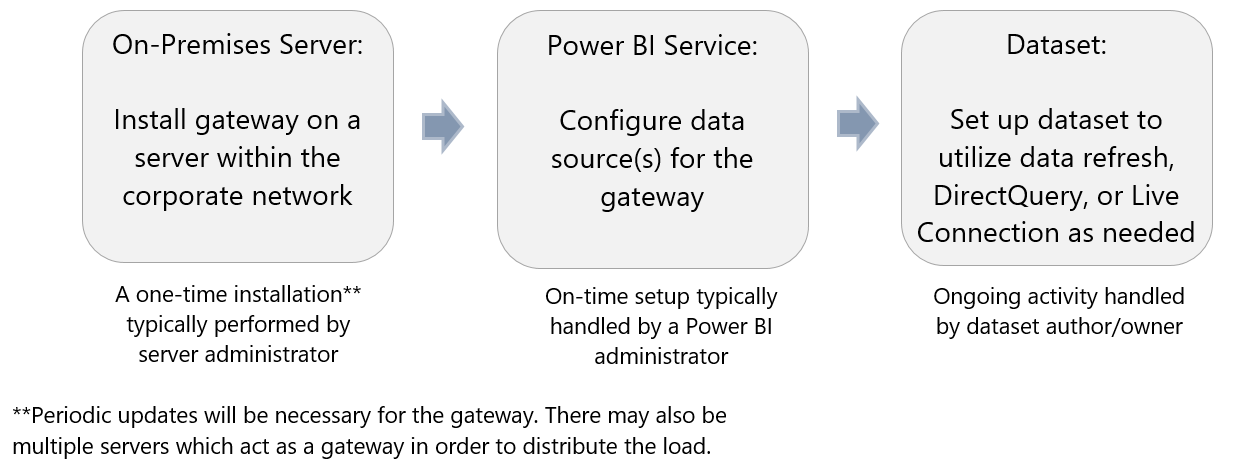 On-Premises Server:
Install gateway on a
server within the
corporate network
A one-time installation**
typically performed by
server administrator
Power BI Service:
Configure data
source(s) for the
gateway
On-time setup typically
handled by a Power BI
administrator
Dataset:
Set up dataset to
utilize data refresh,
DirectQuery, or Live
Connection as needed
Ongoing activity handled
by dataset author/owner
**Periodic updates will be necessary for the gateway. There may also be
multiple servers which act as a gateway in order to distribute the load.